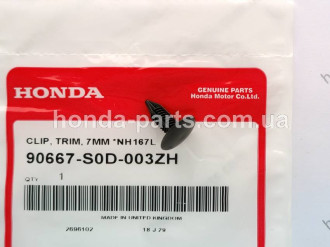 HONDA
GENUINE PARTS
Honda Motor Co., Ltd.
honda-parts.com.ua
CLIP, TRIM, 7MM *NH167L
90667-S0D-003ZH
QTY 1
MADE IN UNITED KINGDOM
2696102 16 J 79